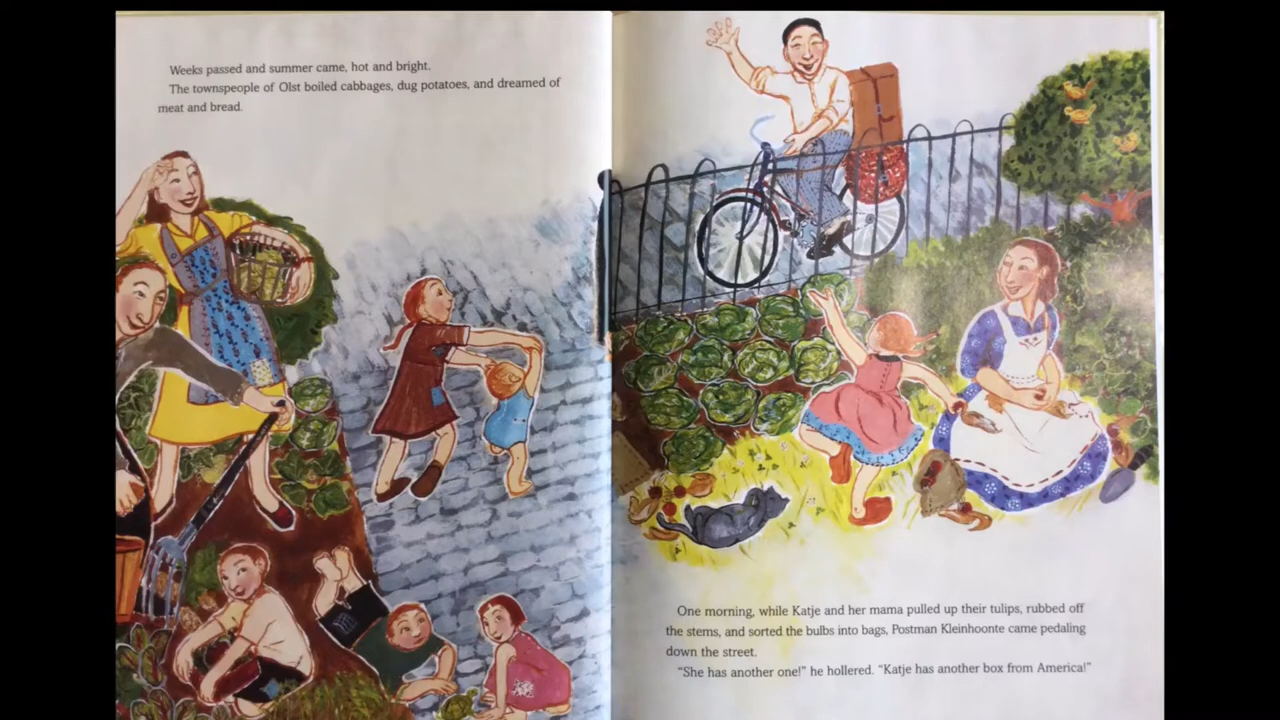 Weeks passed and summer came, hot and bright.
The townspeople of Olst boiled cabbages, dug potatoes, and dreamed of
meat and bread.
One morning, while Katje and her mama pulled up their tulips, rubbed off
the stems, and sorted the bulbs into bags, Postman Kleinhoonte came pedaling
down the street.
“She has another one!” he hollered. “Katje has another box from America!”